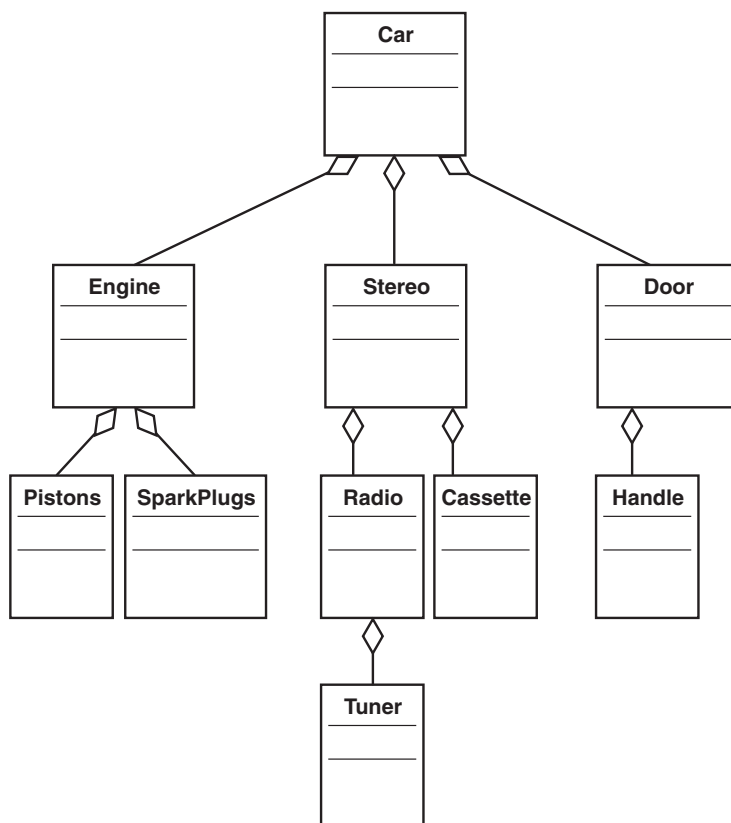 Car
Engine
Stereo
Door
Pistons
SparkPlugs
Radio
Cassette
Handle
Tuner